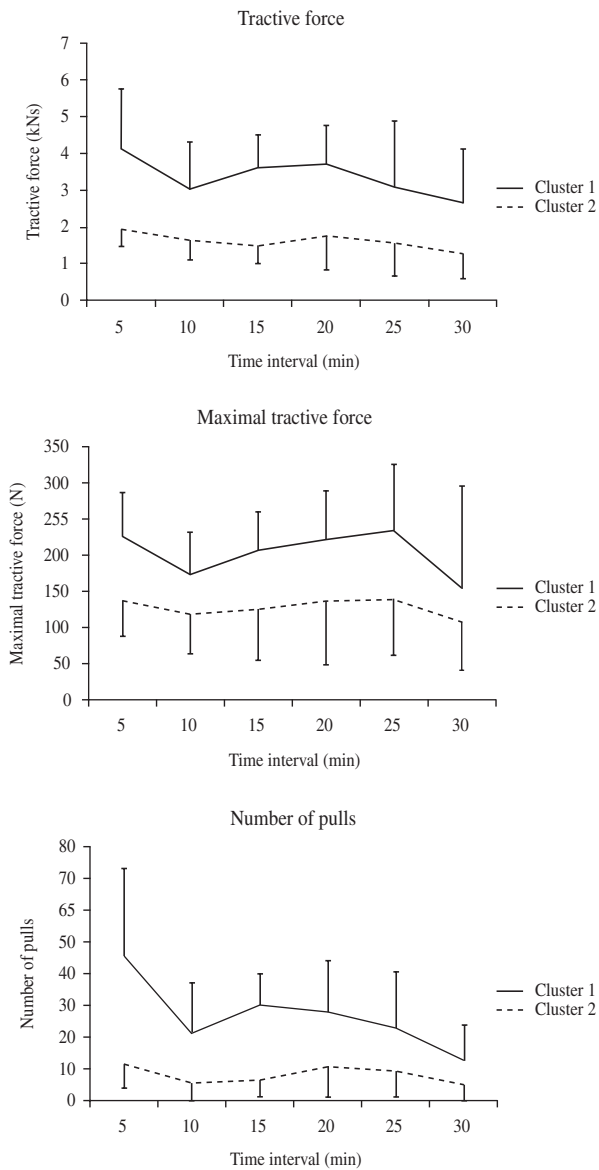 Tractive force
7
6
5
4
3
2
1
0
Tractive force (kNs)
5 10 15 20 25 30
Time interval (min)
Cluster 1
Cluster 2
Maximal tractive force
350
300
255
200
150
100
50
0
Maximal tractive force (N)
5 10 15 20 25 30
Time interval (min)
Cluster 1
Cluster 2
Number of pulls
80
70
65
50
40
30
20
10
0
Number of pulls
5 10 15 20 25 30
Time interval (min)
Cluster 1
Cluster 2